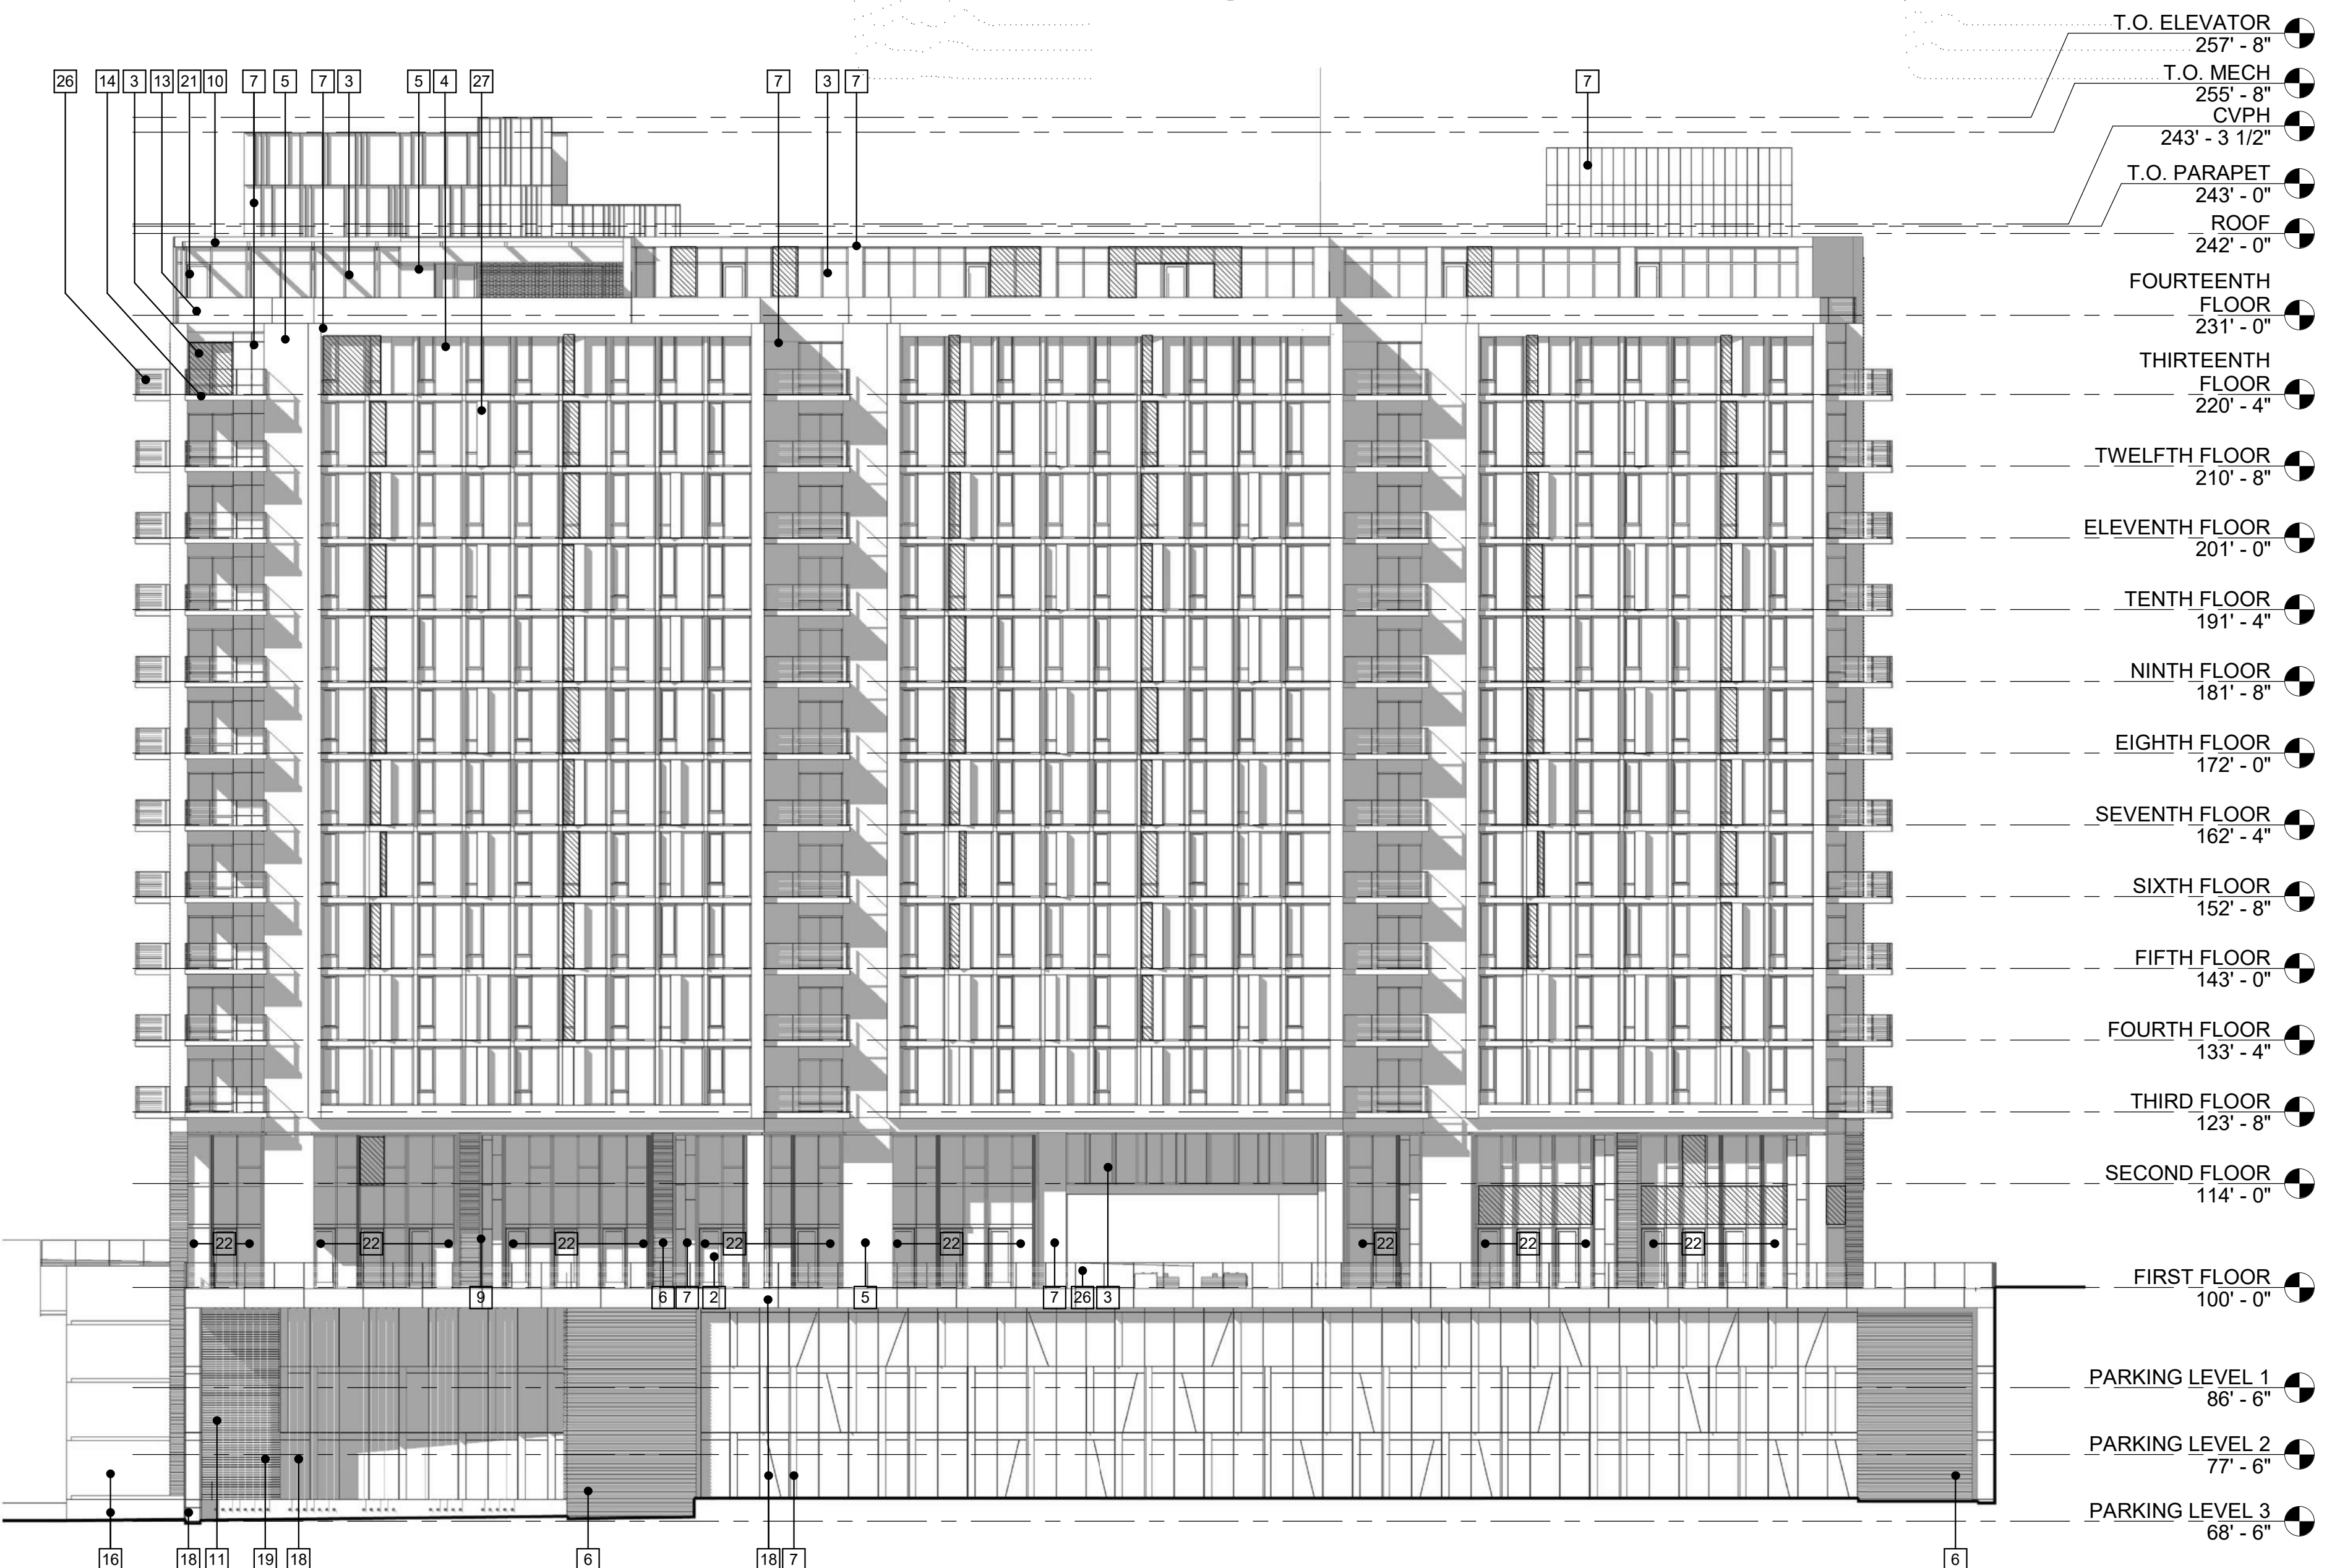 26 14 3 13 21 10 7 5 7 3 5 4 27 7 3 7 7
T.O. ELEVATOR
257' - 8"
T.O. MECH
255' - 8"
CVPH
243' - 3 1/2"
T.O. PARAPET
243' - 0"
ROOF
242' - 0"
FOURTEENTH
FLOOR
231' - 0"
THIRTEENTH
FLOOR
220' - 4"
TWELFTH FLOOR
210' - 8"
ELEVENTH FLOOR
201' - 0"
TENTH FLOOR
191' - 4"
NINTH FLOOR
181' - 8"
EIGHTH FLOOR
172' - 0"
SEVENTH FLOOR
162' - 4"
SIXTH FLOOR
152' - 8"
FIFTH FLOOR
143' - 0"
FOURTH FLOOR
133' - 4"
THIRD FLOOR
123' - 8"
SECOND FLOOR
114' - 0"
22 22 22 22 22 22 22 22
FIRST FLOOR
100' - 0"
9 6 7 2 5 7 26 3
PARKING LEVEL 1
86' - 6"
PARKING LEVEL 2
77' - 6"
PARKING LEVEL 3
68' - 6"
16 18 11 19 18 6 18 7 6